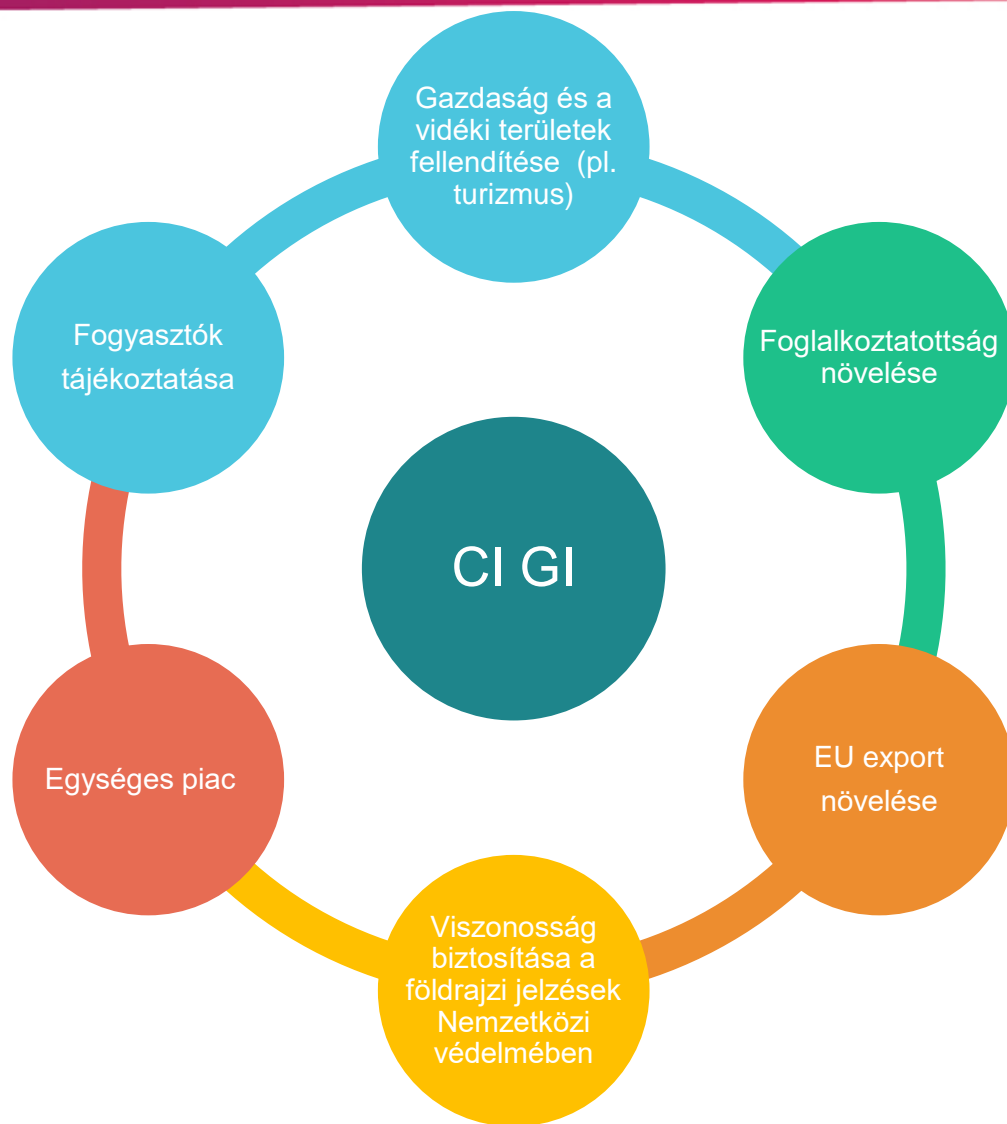 Gazdaság és a
vidéki területek
fellendítése (pl.
turizmus)
Foglalkoztatottság
növelése
EU export
növelése
Viszonosság
biztosítása a
földrajzi jelzések
Nemzetközi
védelmében
Egységes piac
Fogyasztók
tájékoztatása
CI GI